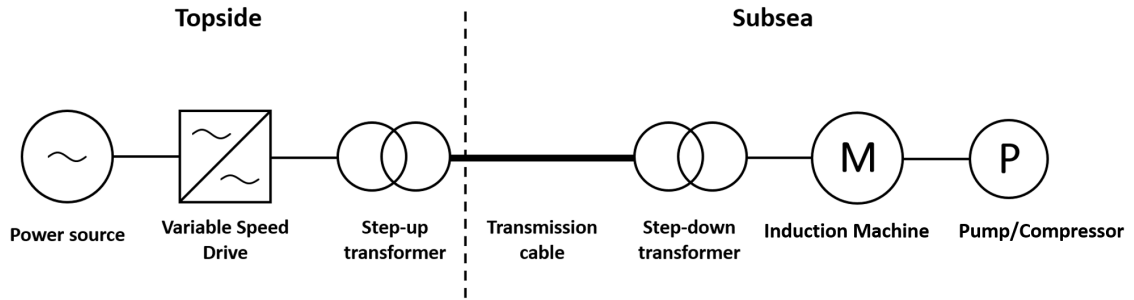 Topside
Subsea
M
P
Power source
Variable Speed
Drive
Step-up
transformer
Transmission
cable
Step-down
transformer
Induction Machine
Pump/Compressor